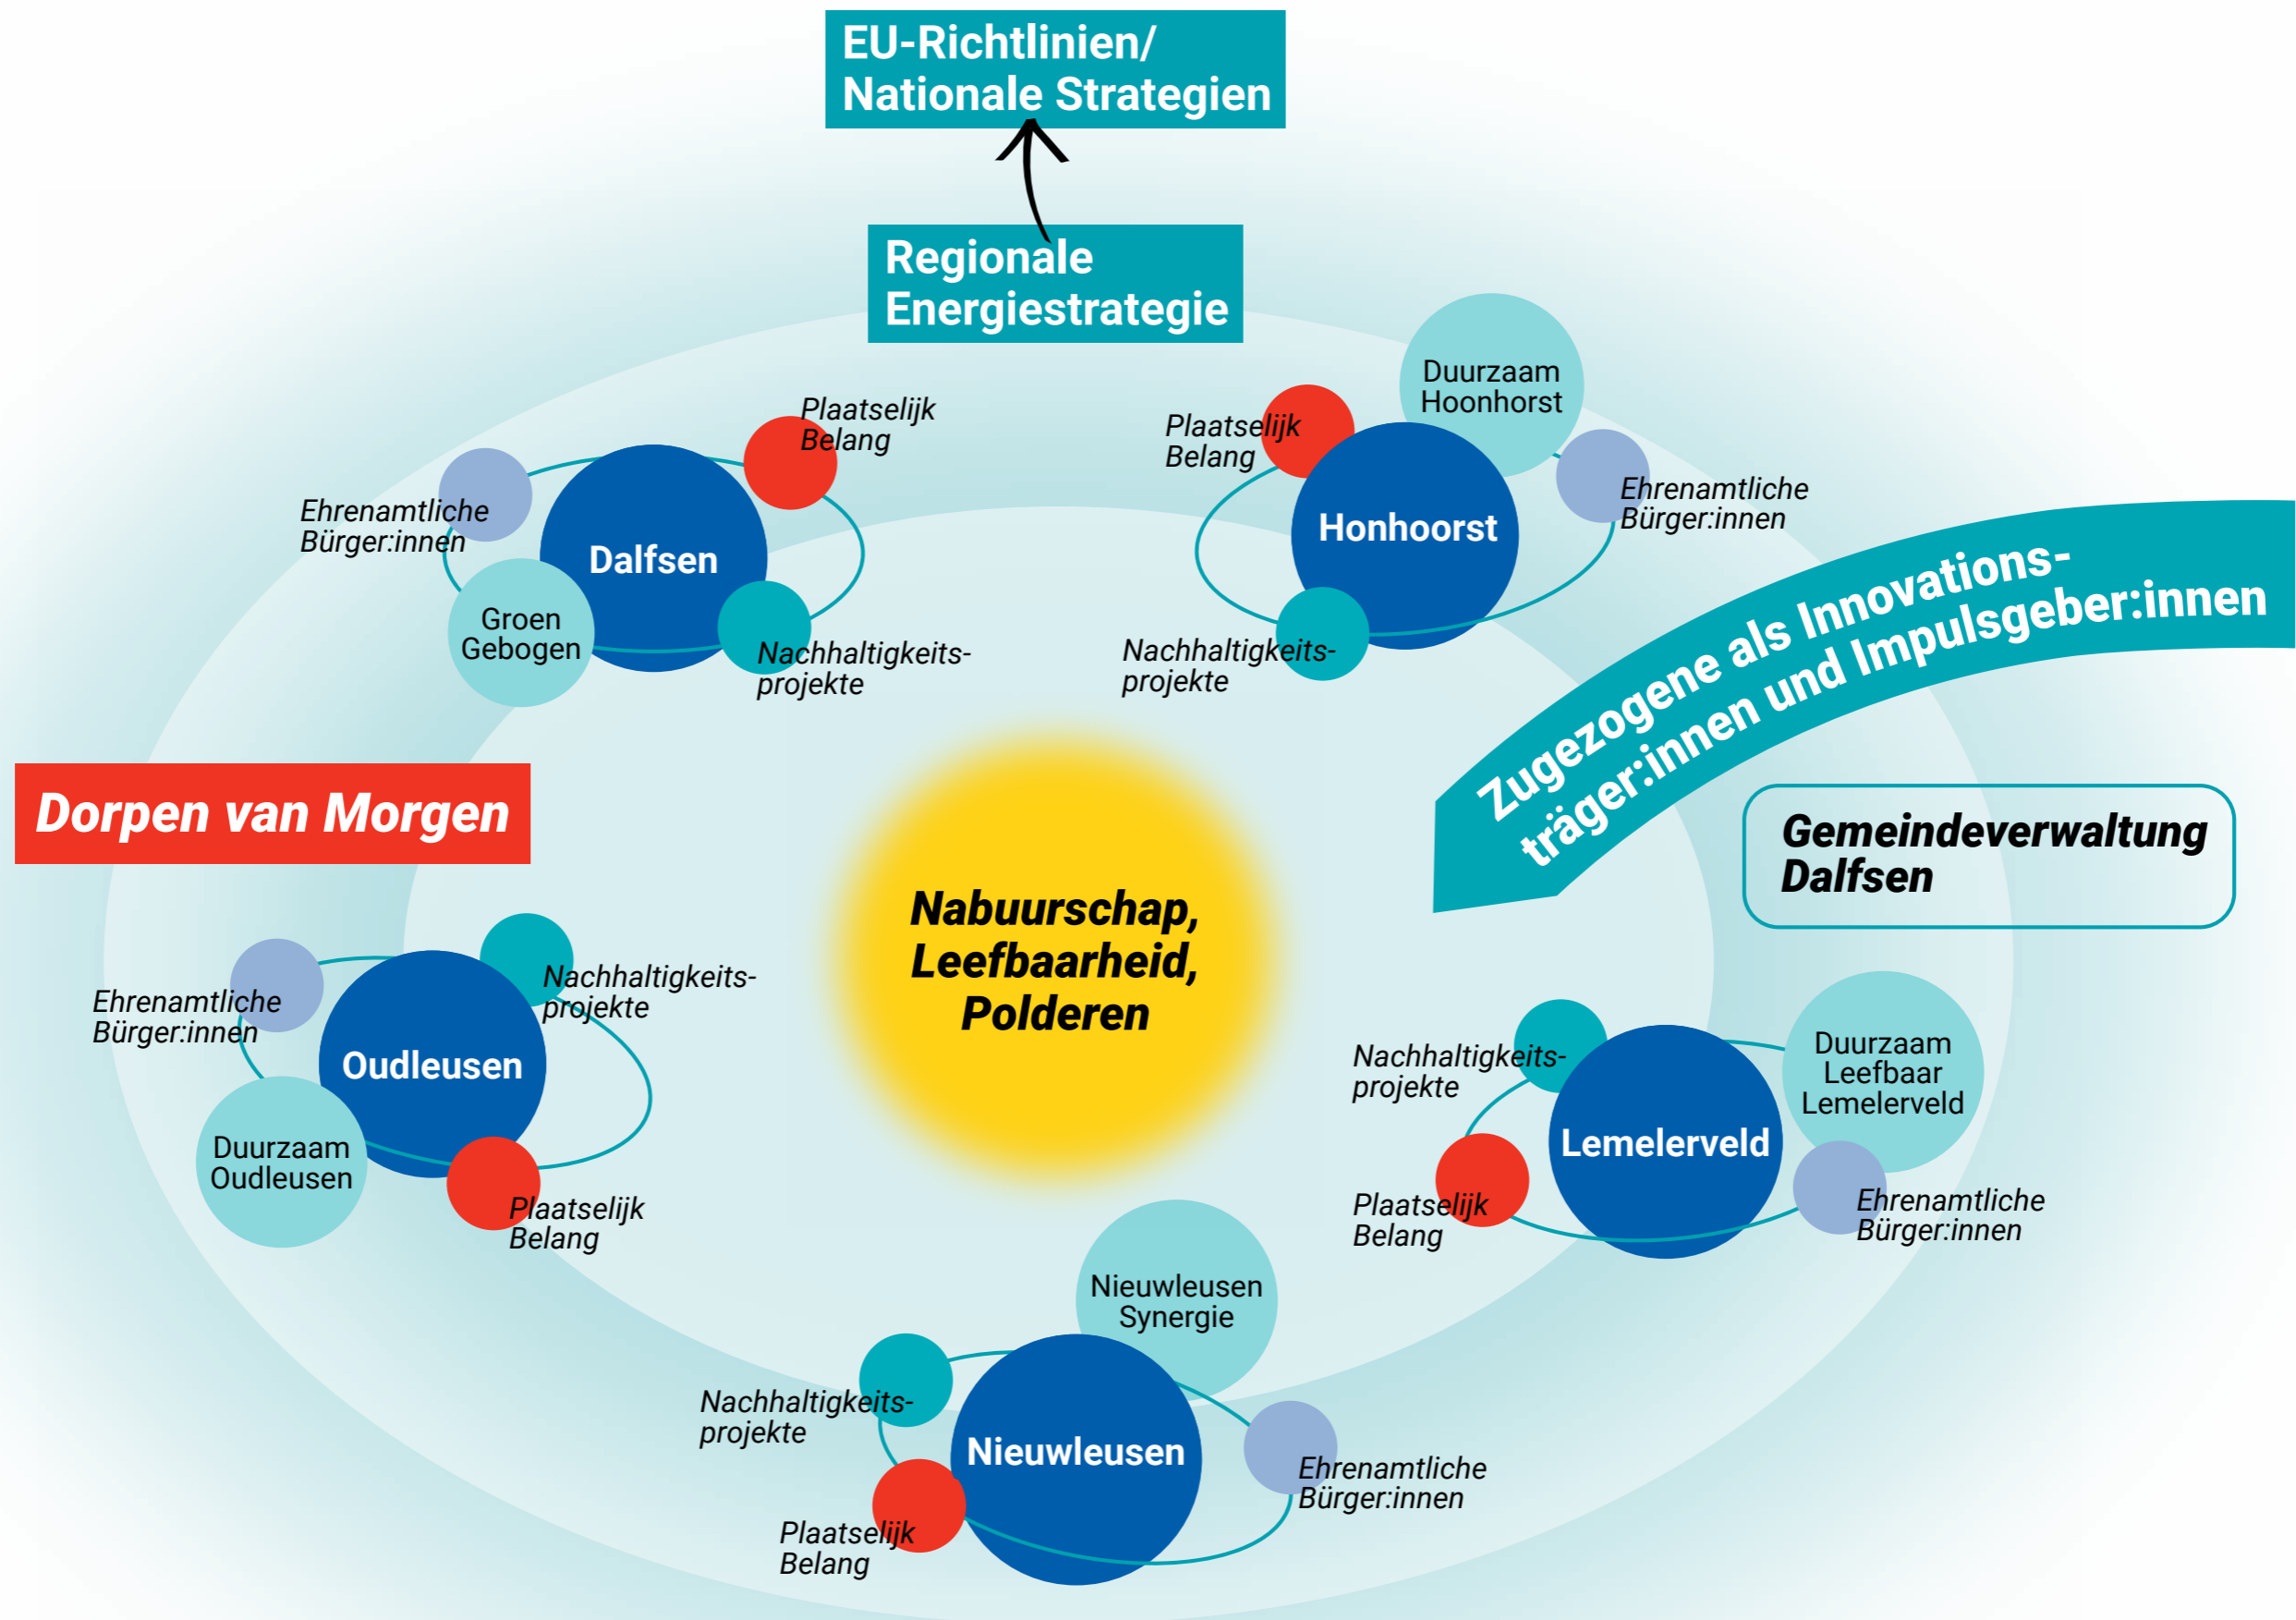 EU-Richtlinien/
Nationale Strategien
Regionale
Energiestrategie
Duurzaam
Hoonhorst
Plaatselijk
Belang
Plaatselijk
Belang
Ehrenamtliche
Bürger:innen
Ehrenamtliche
Bürger:innen
Dalfsen
Honhoorst
Groen
Gebogen
Nachhaltigkeits-
projekte
Nachhaltigkeits-
projekte
Zugezogene als Innovations-
träger:innen und Impulsgeber:innen
Dorpen van Morgen
Gemeindeverwaltung
Dalfsen
Nabuurschap,
Leefbaarheid,
Polderen
Nachhaltigkeits-
projekte
Ehrenamtliche
Bürger:innen
Oudleusen
Duurzaam
Oudleusen
Plaatselijk
Belang
Nachhaltigkeits-
projekte
Duurzaam
Leefbaar
Lemelerveld
Lemelerveld
Plaatselijk
Belang
Ehrenamtliche
Bürger:innen
Nieuwleusen
Synergie
Nachhaltigkeits-
projekte
Nieuwleusen
Ehrenamtliche
Bürger:innen
Plaatselijk
Belang